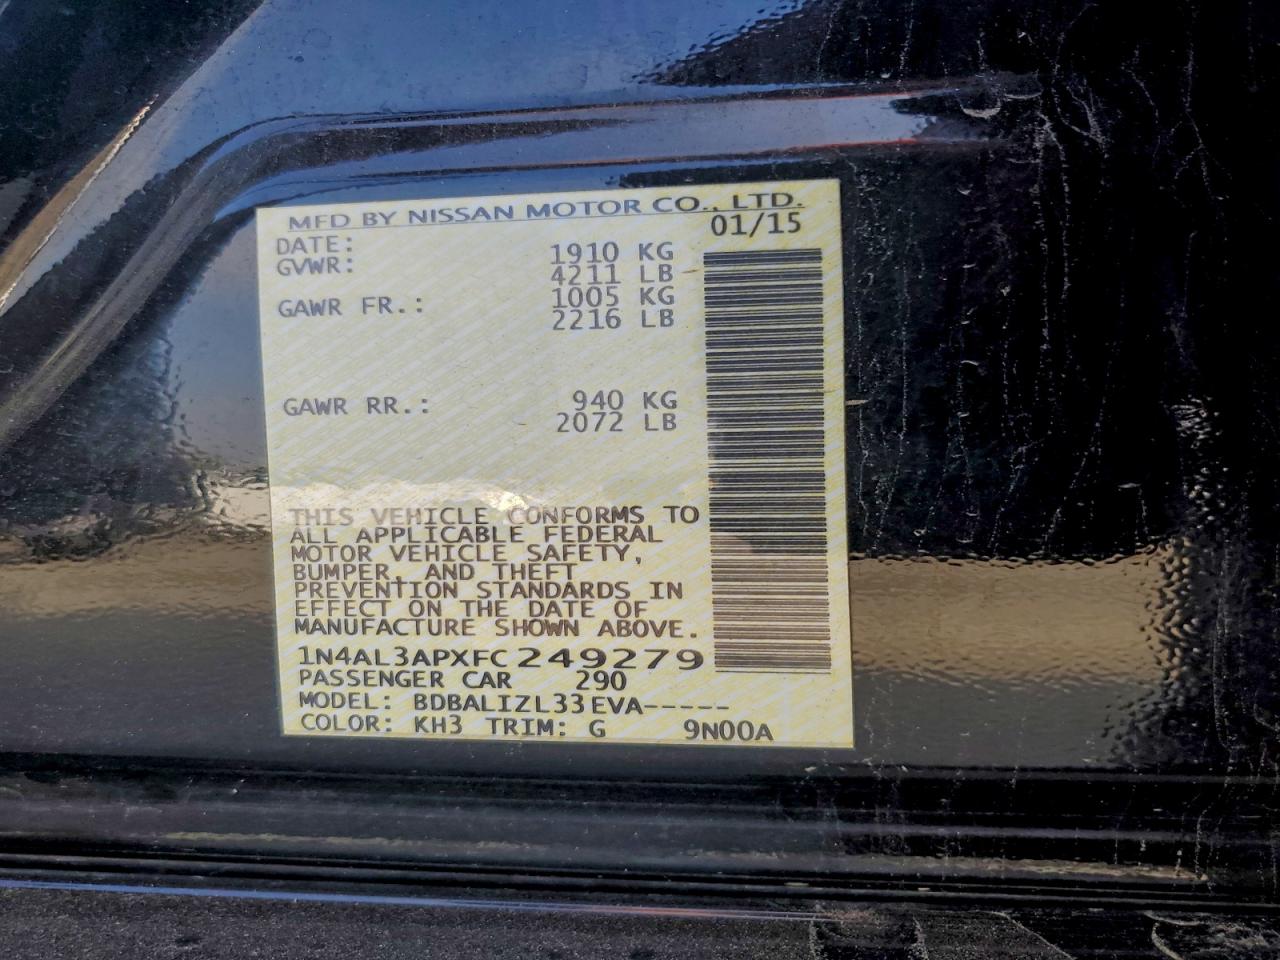 MFD BY NISSAN MOTOR CO., LTD.
DATE: 01/15
GVWR: 1910 KG
4211 LB
GAWR FR.: 1005 KG
2216 LB
GAWR RR.: 940 KG
2072 LB
THIS VEHICLE CONFORMS TO
ALL APPLICABLE FEDERAL
MOTOR VEHICLE SAFETY,
BUMPER, AND THEFT
PREVENTION STANDARDS IN
EFFECT ON THE DATE OF
MANUFACTURE SHOWN ABOVE.
1N4AL3APXFC249279
PASSENGER CAR 290
MODEL: BDBALIZL33EVA-----
COLOR: KH3 TRIM: G 9N00A